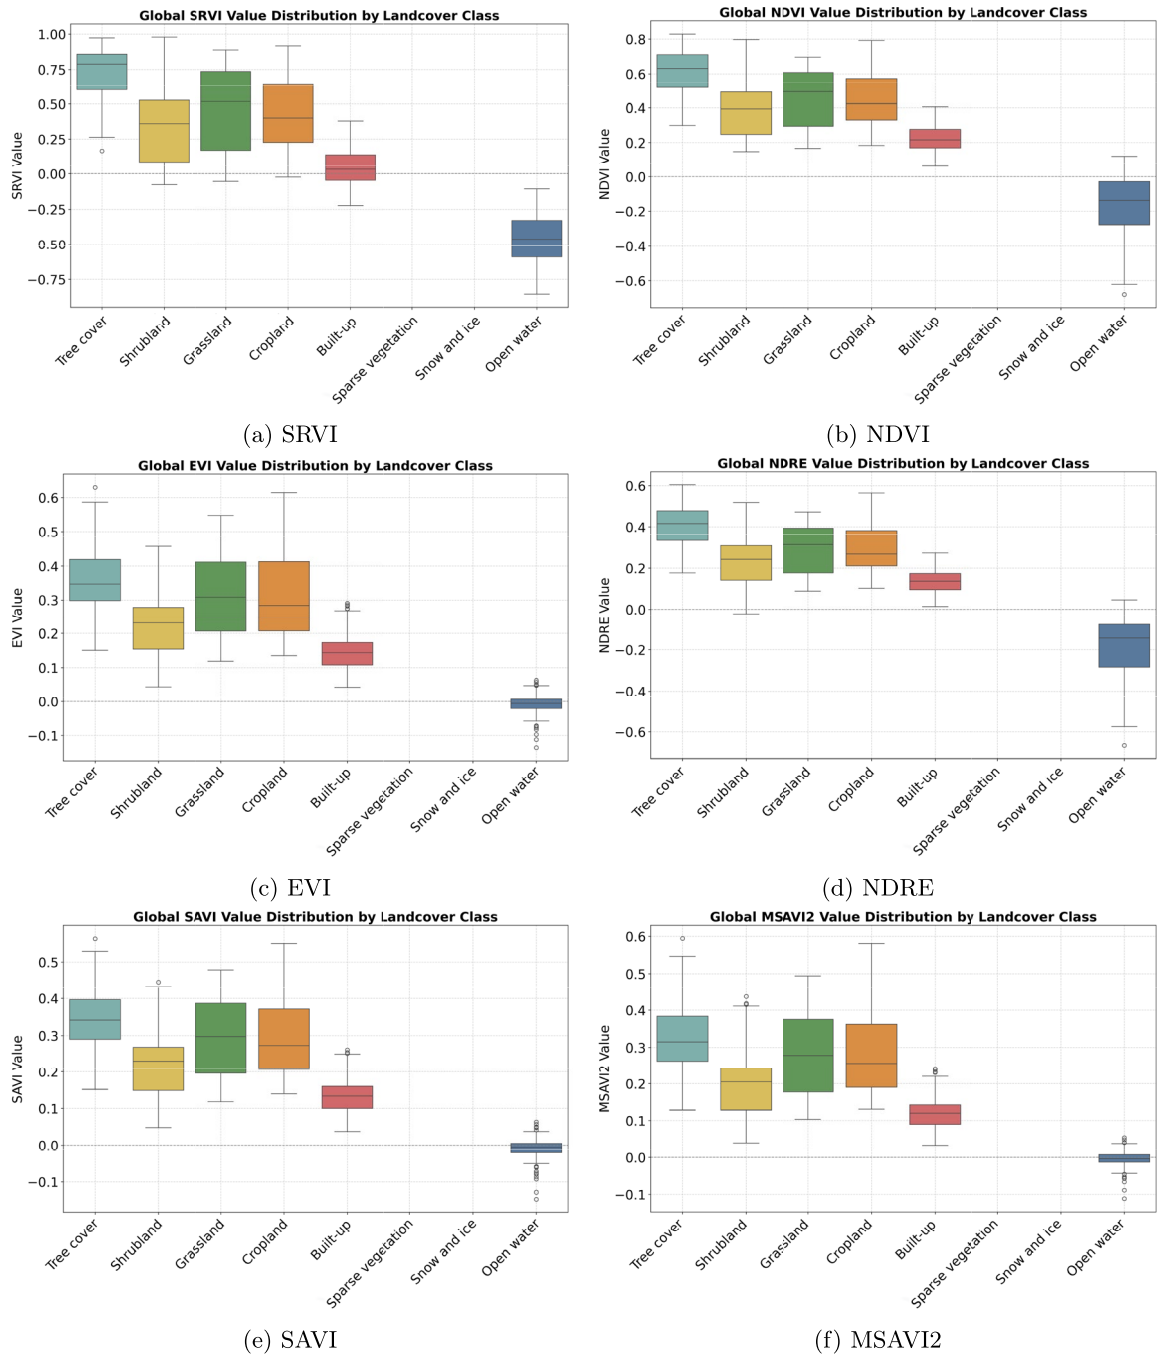 Global SRVI Value Distribution by Landcover Class
SRVI Value
1.00
0.75
0.50
0.25
0.00
−0.25
0.50
−0.75
Tree cover
Shrubland
Grassland
Cropland
Built-up
Sparse vegetation
Snow and ice
Open water
(a) SRVI
Global NDVI Value Distribution by Landcover Class
NDVI Value
0.8
0.6
0.4
0.2
0.0
−0.2
−0.4
−0.6
Tree cover
Shrubland
Grassland
Cropland
Built-up
Sparse vegetation
Snow and ice
Open water
(b) NDVI
Global EVI Value Distribution by Landcover Class
EVI Value
0.6
0.5
0.4
0.3
0.2
0.1
0.0
−0.1
Tree cover
Shrubland
Grassland
Cropland
Built-up
Sparse vegetation
Snow and ice
Open water
(c) EVI
Global NDRE Value Distribution by Landcover Class
NDRE Value
0.6
0.4
0.2
0.0
−0.2
−0.4
−0.6
Tree cover
Shrubland
Grassland
Cropland
Built-up
Sparse vegetation
Snow and ice
Open water
(d) NDRE
Global SAVI Value Distribution by Landcover Class
SAVI Value
0.5
0.4
0.3
0.2
0.1
0.0
−0.1
Tree cover
Shrubland
Grassland
Cropland
Built-up
Sparse vegetation
Snow and ice
Open water
(e) SAVI
Global MSAVI2 Value Distribution by Landcover Class
MSAVI2 Value
0.6
0.5
0.4
0.3
0.2
0.1
0.0
−0.1
Tree cover
Shrubland
Grassland
Cropland
Built-up
Sparse vegetation
Snow and ice
Open water
(f) MSAVI2